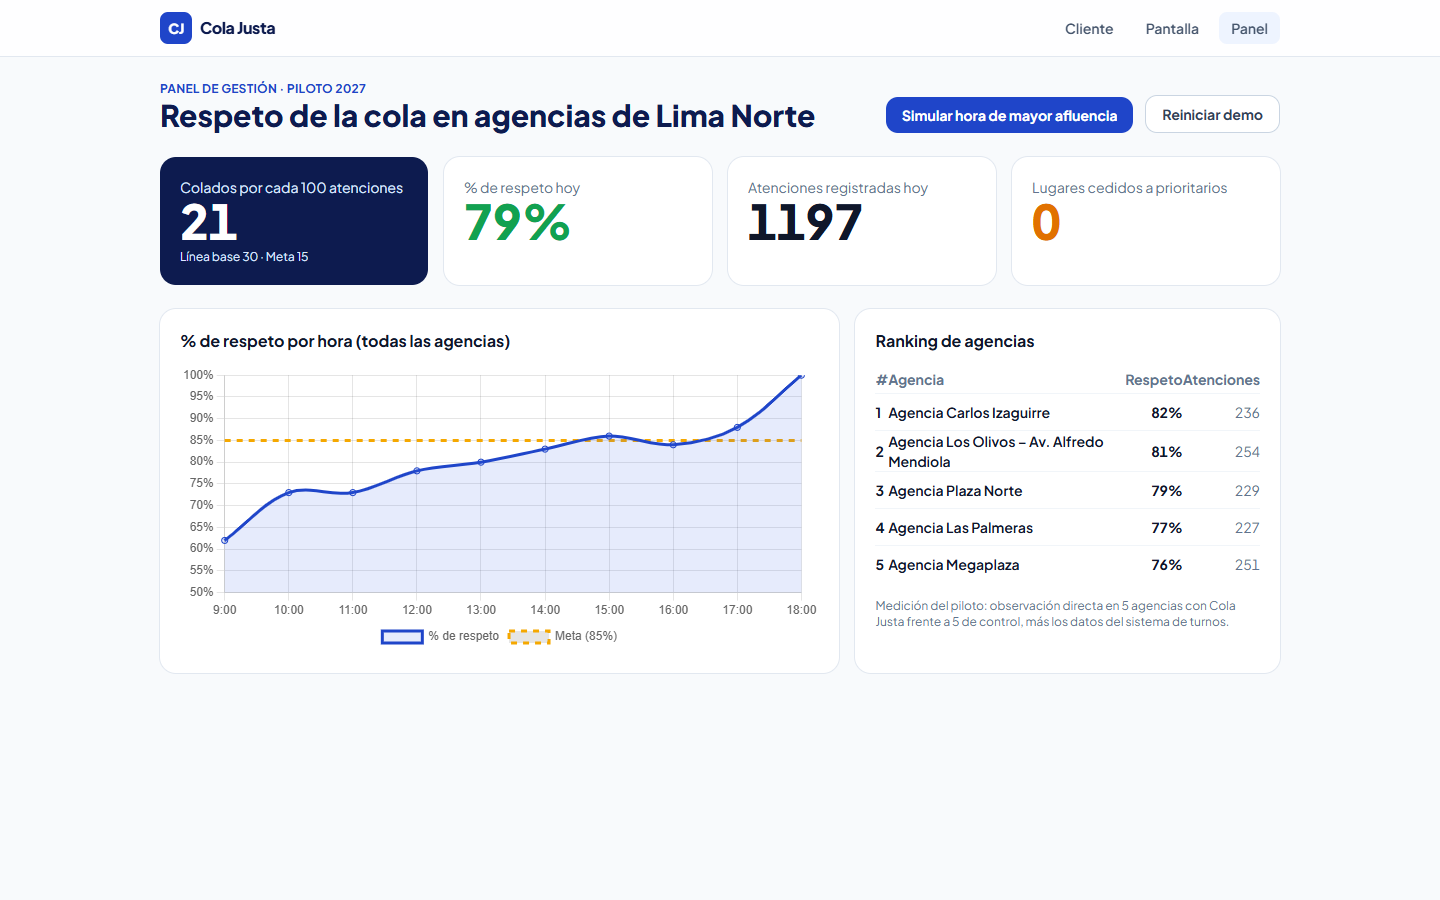 CJ Cola Justa
Cliente Pantalla Panel
PANEL DE GESTIÓN · PILOTO 2027
Respeto de la cola en agencias de Lima Norte
Simular hora de mayor afluencia
Reiniciar demo
Colados por cada 100 atenciones
21
Línea base 30 · Meta 15
% de respeto hoy
79%
Atenciones registradas hoy
1197
Lugares cedidos a prioritarios
0
% de respeto por hora (todas las agencias)
100%
95%
90%
85%
80%
75%
70%
65%
60%
55%
50%
9:00 10:00 11:00 12:00 13:00 14:00 15:00 16:00 17:00 18:00
% de respeto Meta (85%)
Ranking de agencias
# Agencia Respeto Atenciones
1 Agencia Carlos Izaguirre 82% 236
2 Agencia Los Olivos – Av. Alfredo
Mendiola 81% 254
3 Agencia Plaza Norte 79% 229
4 Agencia Las Palmeras 77% 227
5 Agencia Megaplaza 76% 251
Medición del piloto: observación directa en 5 agencias con Cola
Justa frente a 5 de control, más los datos del sistema de turnos.